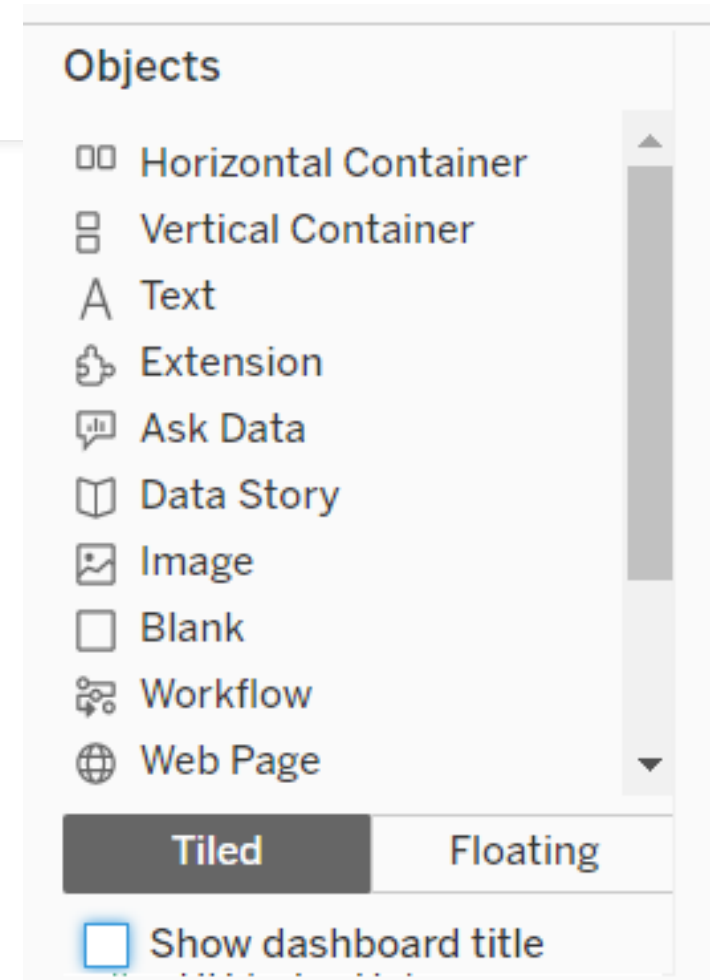 Objects
Horizontal Container
Vertical Container
Text
Extension
Ask Data
Data Story
Image
Blank
Workflow
Web Page
Tiled
Floating
Show dashboard title